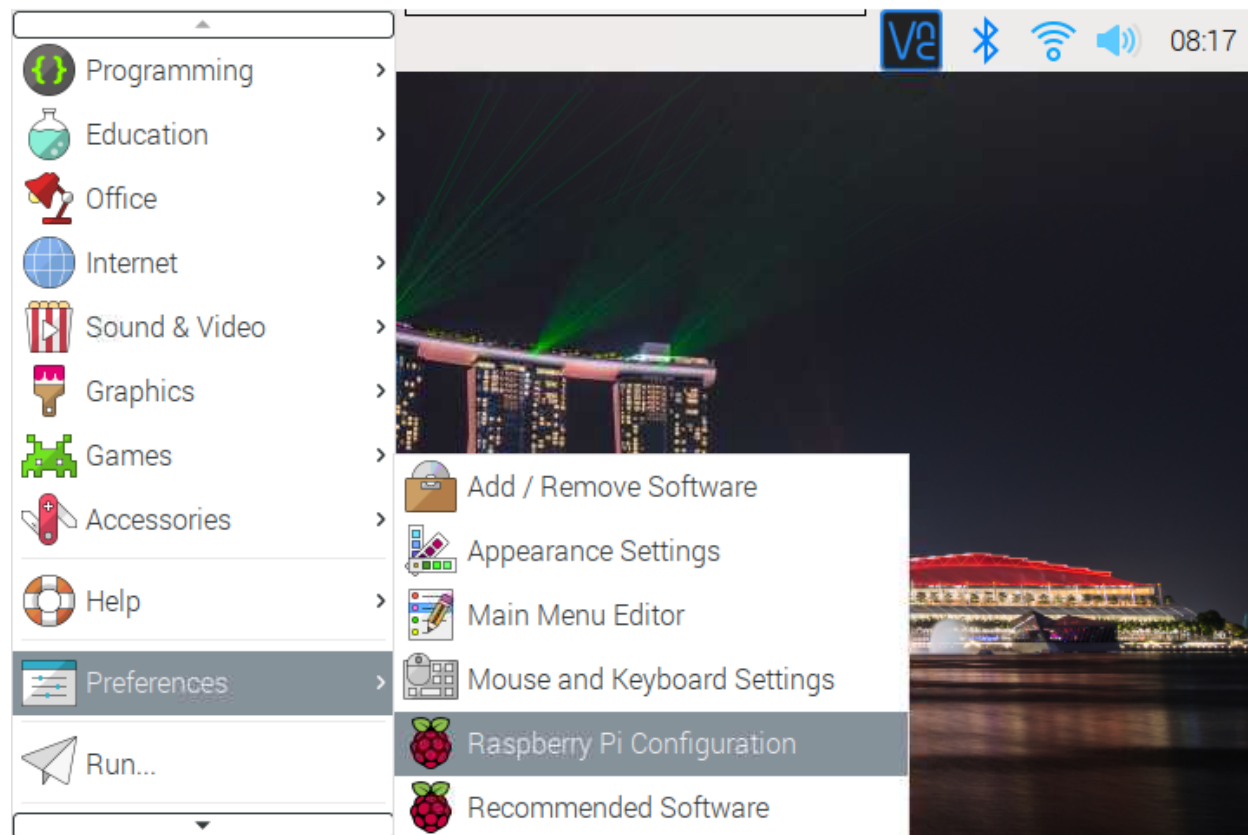 VNC
08:17
Programming
Education
Office
Internet
Sound & Video
Graphics
Games
Accessories
Help
Preferences
Run...
Add / Remove Software
Appearance Settings
Main Menu Editor
Mouse and Keyboard Settings
Raspberry Pi Configuration
Recommended Software